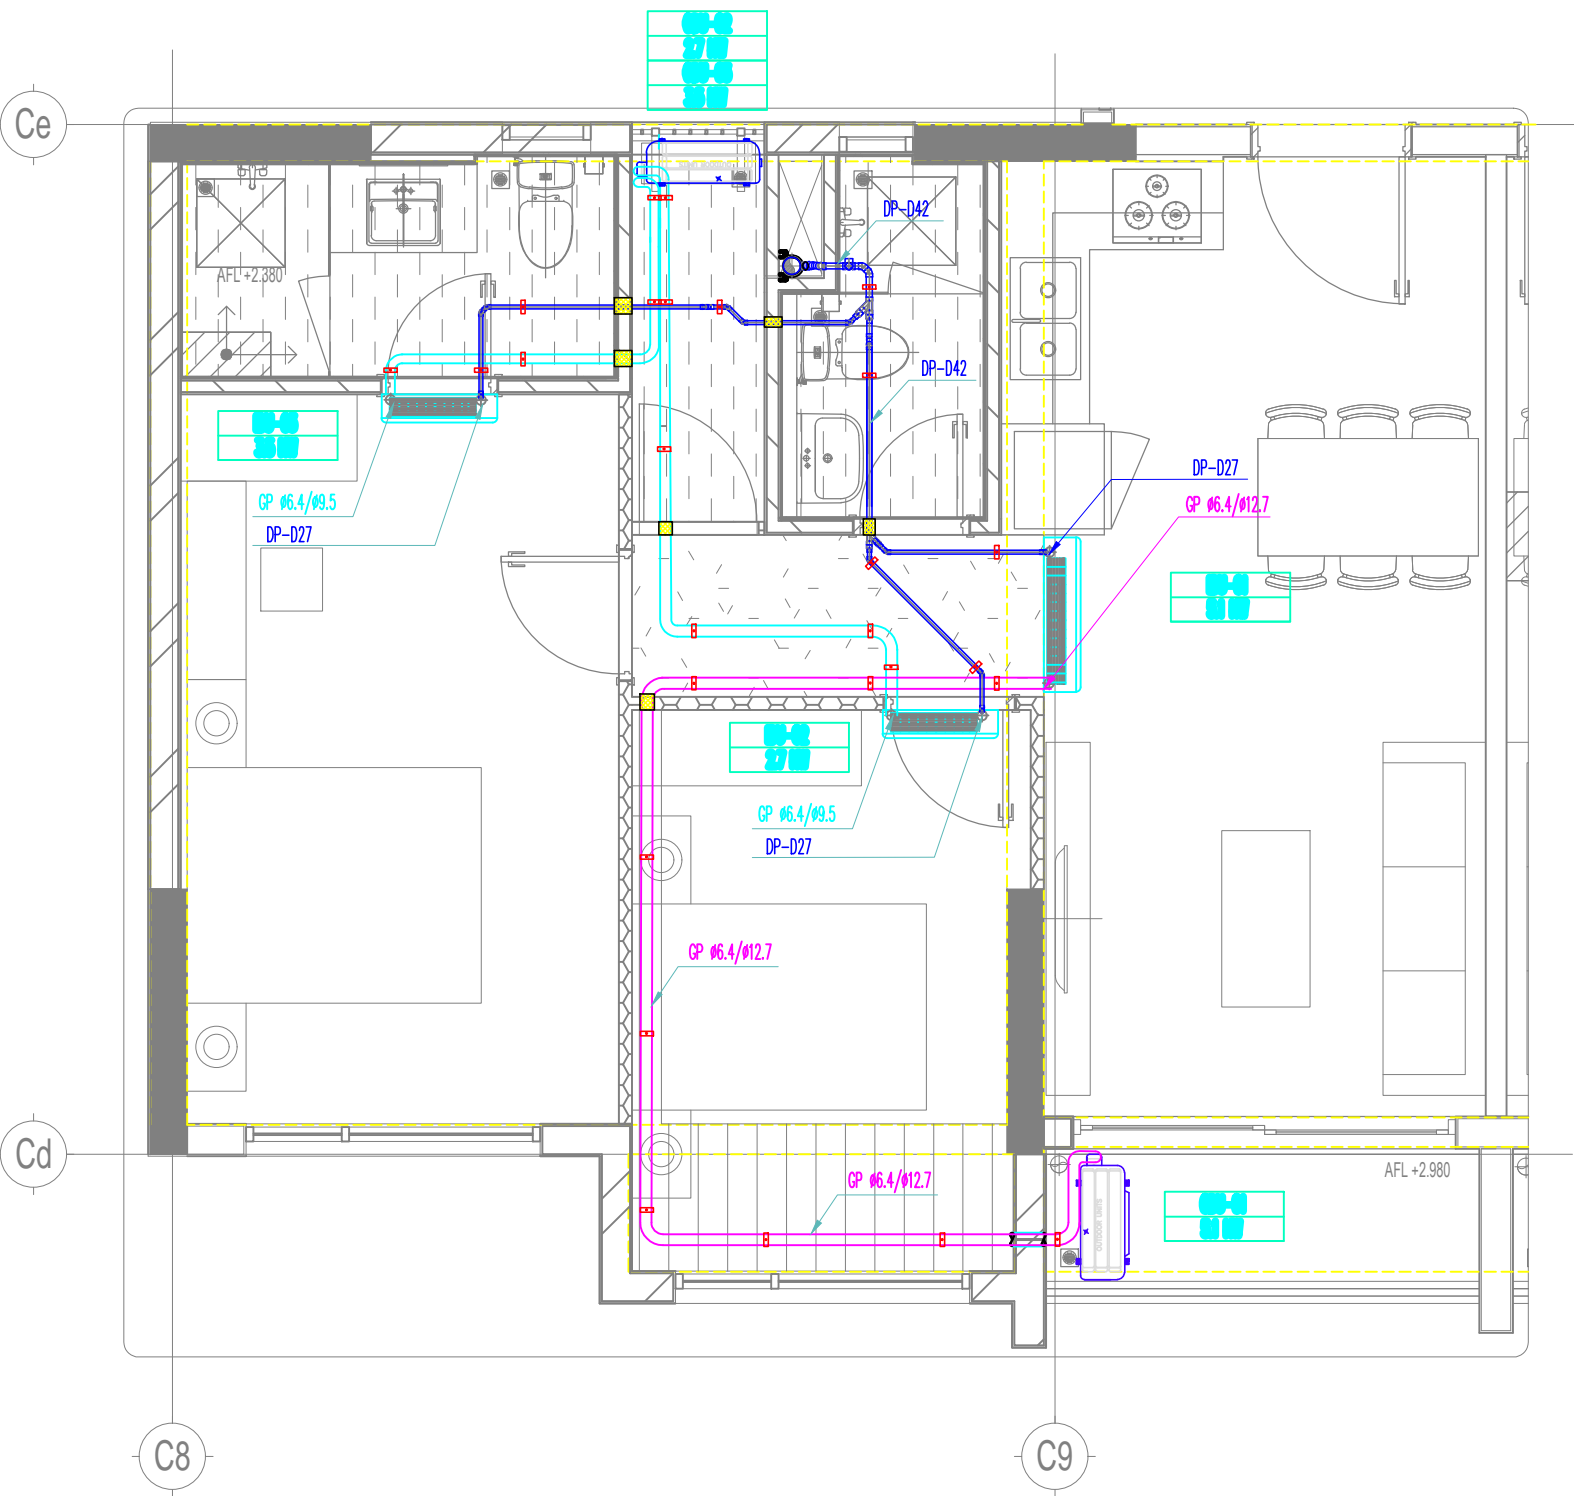 Ce
DP-D42
AFL +2.380
DP-D42
DP-D27
GP ø6.4/ø12.7
GP ø6.4/ø9.5
DP-D27
GP ø6.4/ø9.5
DP-D27
GP ø6.4/ø12.7
Cd
AFL +2.980
GP ø6.4/ø12.7
OUTDOOR UNITS
C8
C9